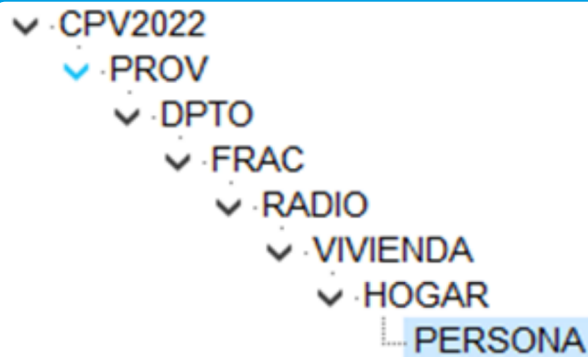 CPV2022
PROV
DPTO
FRAC
RADIO
VIVIENDA
HOGAR
PERSONA